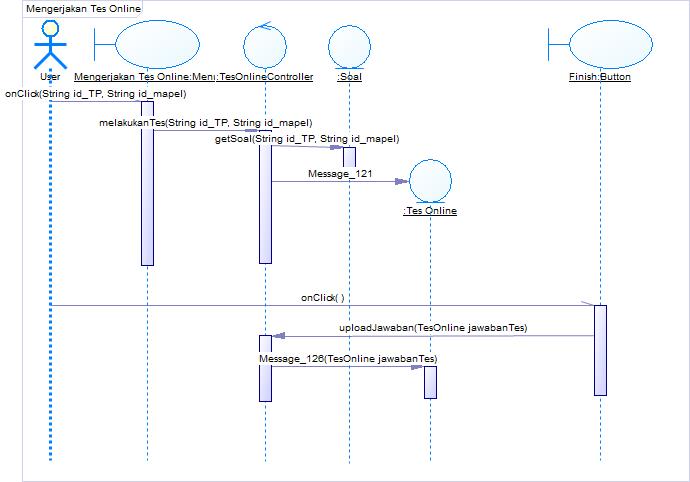 Mengerjakan Tes Online
User
Mengerjakan Tes Online:Menu
:TesOnlineController
:Soal
Finish:Button
onClick(String id_TP, String id_mapel)
melakukanTes(String id_TP, String id_mapel)
getSoal(String id_TP, String id_mapel)
Message_121
:Tes Online
onClick( )
uploadJawaban(TesOnline jawabanTes)
Message_126(TesOnline jawabanTes)